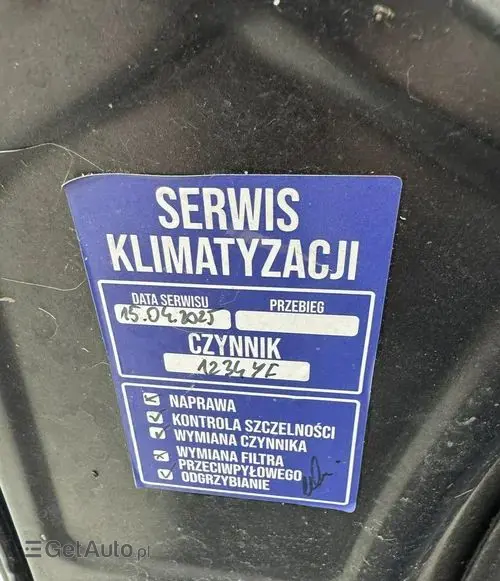 SERWIS
KLIMATYZACJI
DATA SERWISU PRZEBIEG
15.04.2025
CZYNNIK
1234YF
NAPRAWA
KONTROLA SZCZELNOŚCI
WYMIANA CZYNNIKA
WYMIANA FILTRA
PRZECIWPYŁOWEGO
ODGRZYBIANIE
GetAuto.pl